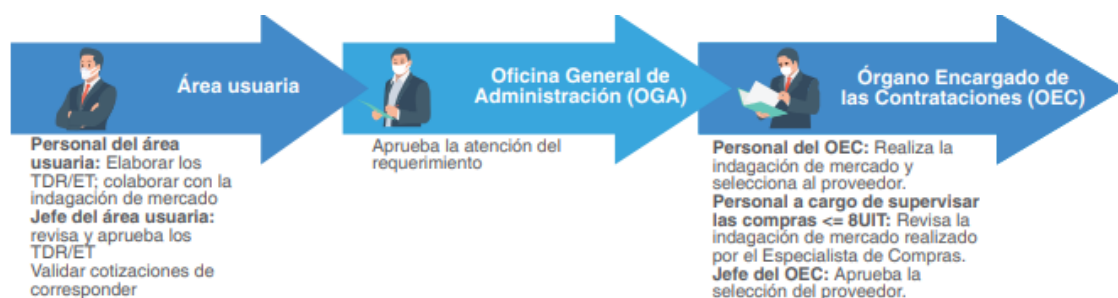 Área usuaria
Personal del área
usuaria: Elaborar los
TDR/ET; colaborar con la
indagación de mercado
Jefe del área usuaria:
revisa y aprueba los
TDR/ET
Validar cotizaciones de
corresponder
Oficina General de
Administración (OGA)
Aprueba la atención del
requerimiento
Órgano Encargado de
las Contrataciones (OEC)
Personal del OEC: Realiza la
indagación de mercado y
selecciona al proveedor.
Personal a cargo de supervisar
las compras <= 8UIT: Revisa la
indagación de mercado realizado
por el Especialista de Compras.
Jefe del OEC: Aprueba la
selección del proveedor.